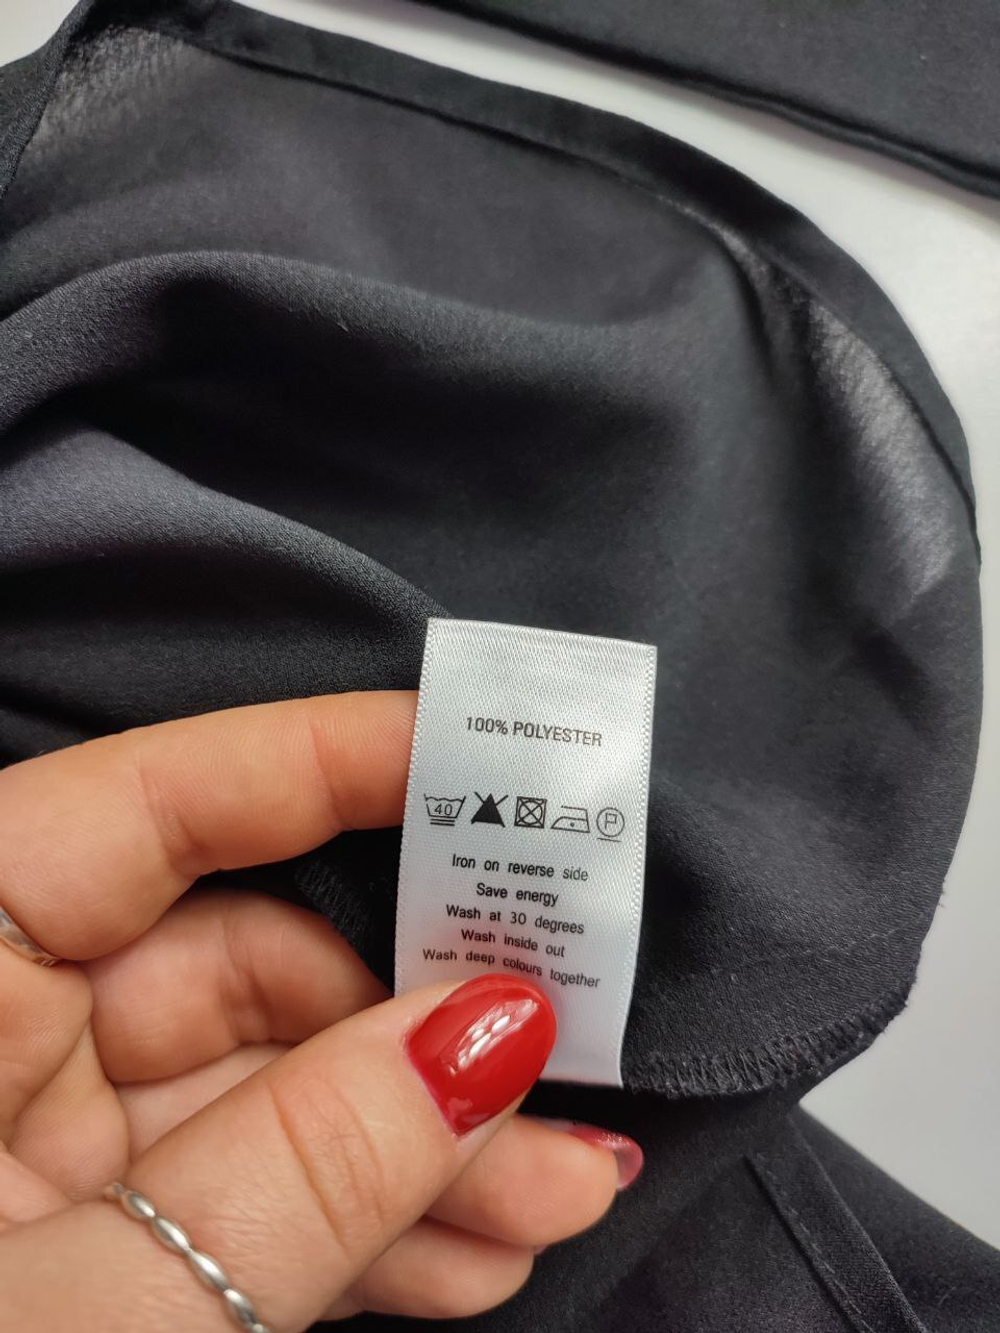 100% POLYESTER
40 P
Iron on reverse side
Save energy
Wash at 30 degrees
Wash inside out
Wash deep colours together